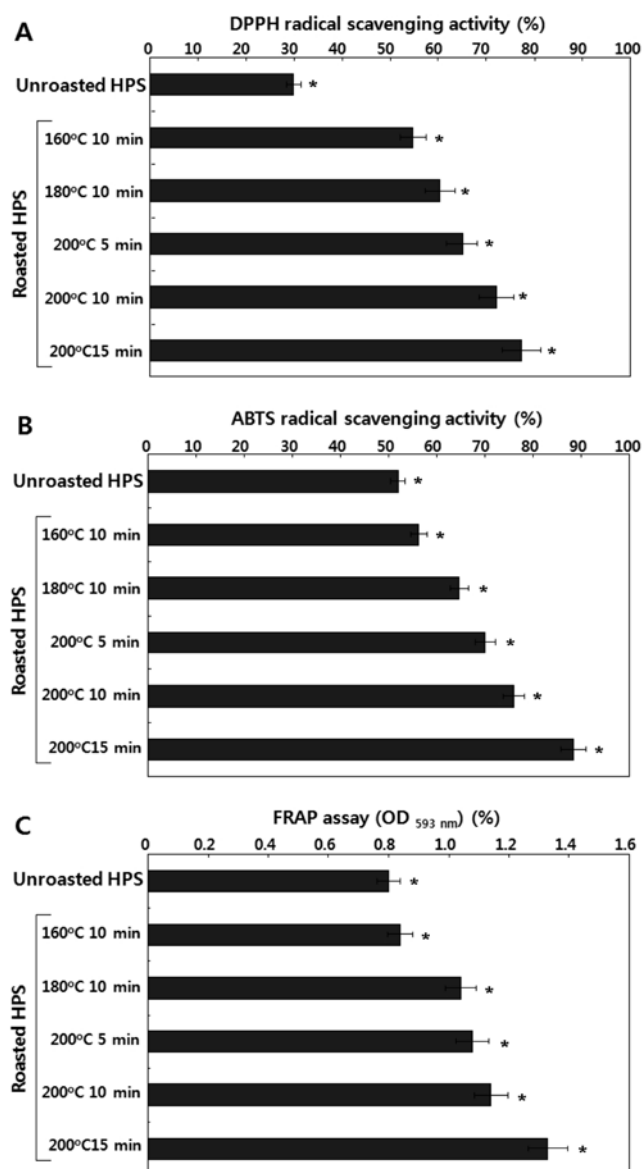 A
DPPH radical scavenging activity (%)
0 10 20 30 40 50 60 70 80 90 100
Unroasted HPS
*
Roasted HPS
160°C 10 min
*
180°C 10 min
*
200°C 5 min
*
200°C 10 min
*
200°C15 min
*
B
ABTS radical scavenging activity (%)
0 10 20 30 40 50 60 70 80 90 100
Unroasted HPS
*
Roasted HPS
160°C 10 min
*
180°C 10 min
*
200°C 5 min
*
200°C 10 min
*
200°C15 min
*
C
FRAP assay (OD 593 nm) (%)
0 0.2 0.4 0.6 0.8 1.0 1.2 1.4 1.6
Unroasted HPS
*
Roasted HPS
160°C 10 min
*
180°C 10 min
*
200°C 5 min
*
200°C 10 min
*
200°C15 min
*